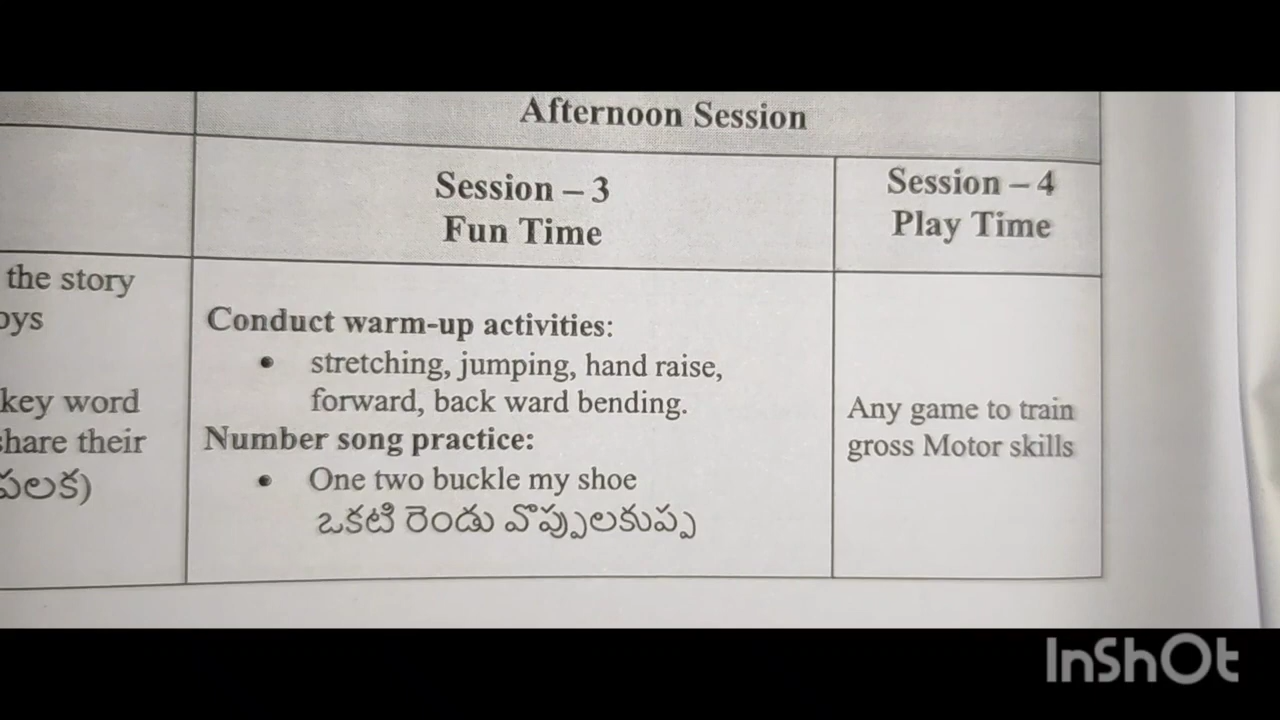 Afternoon Session
Session – 3
Fun Time
Session – 4
Play Time
the story
key word
share their
Conduct warm-up activities:
• stretching, jumping, hand raise,
forward, back ward bending.
Number song practice:
• One two buckle my shoe
ఒకటి రెండు వొప్పులకుప్ప
Any game to train
gross Motor skills
InShOt